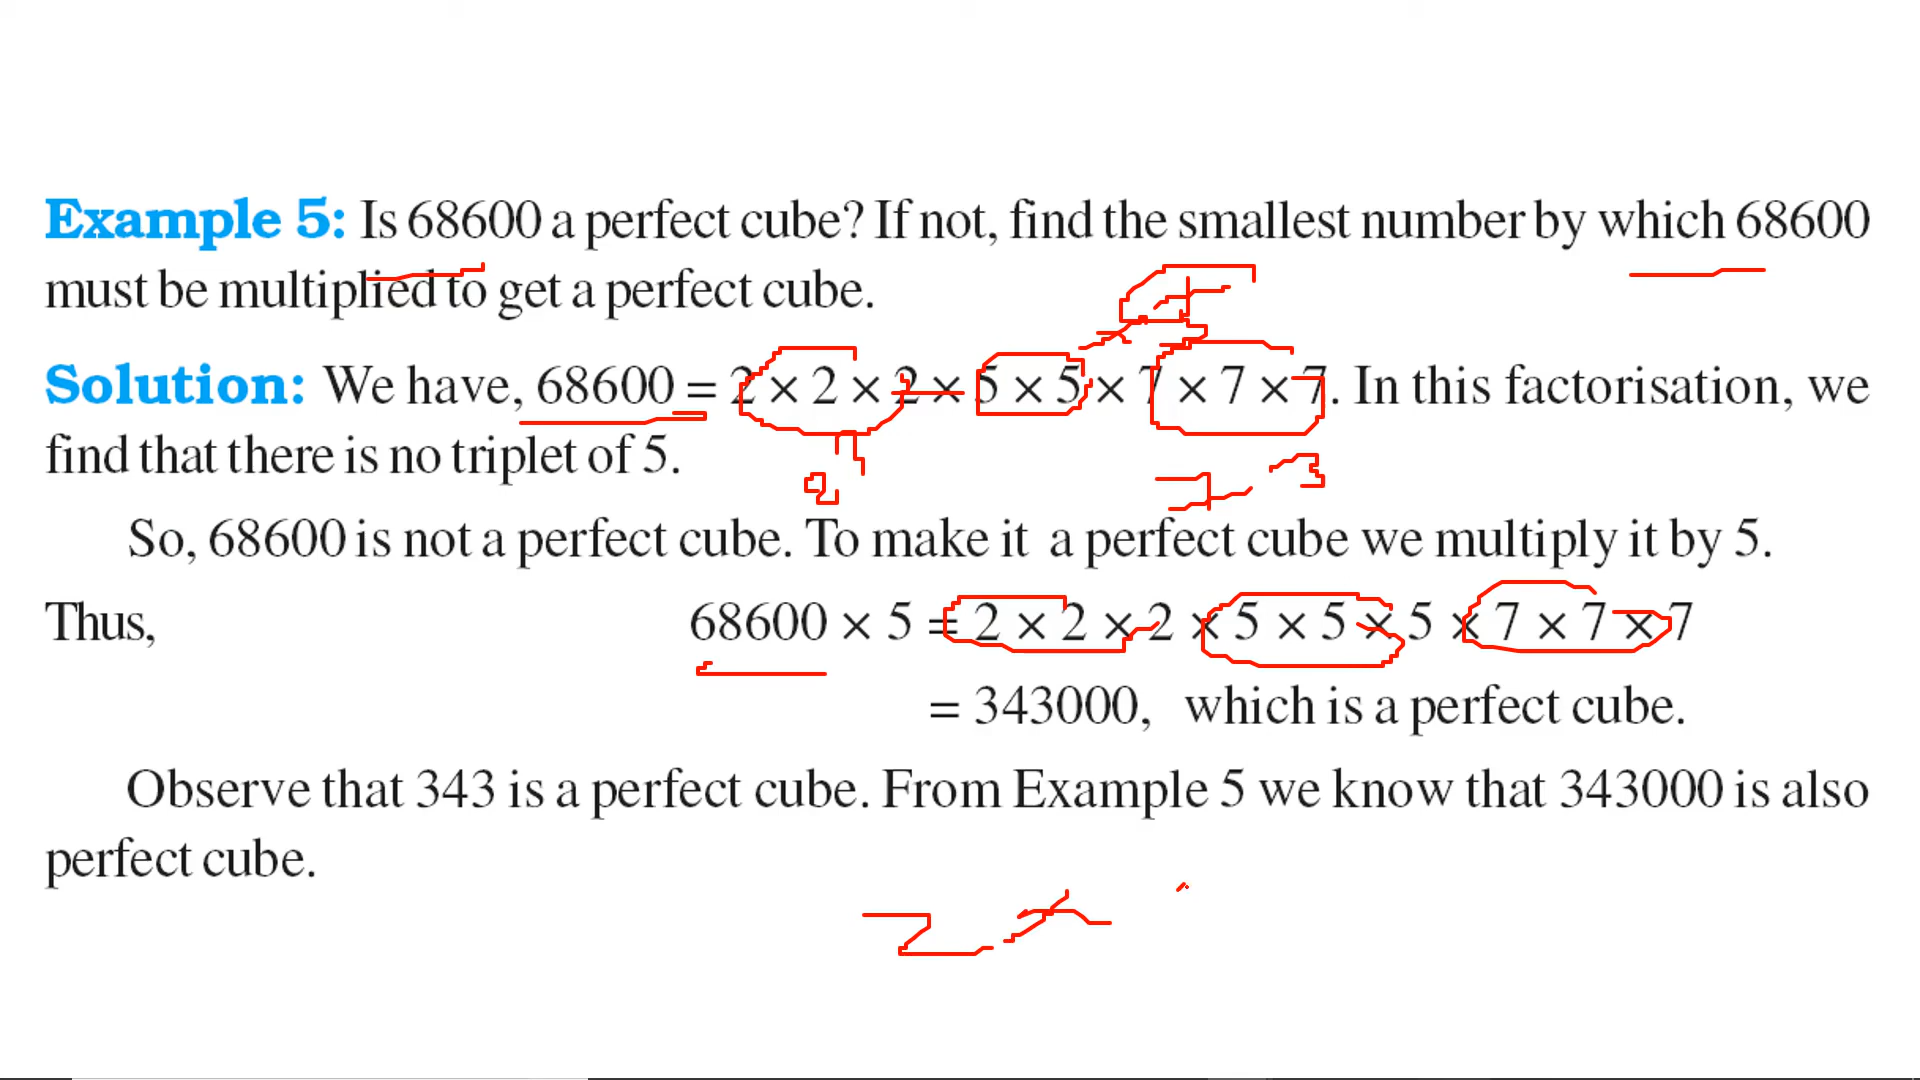 Example 5: Is 68600 a perfect cube? If not, find the smallest number by which 68600
must be multiplied to get a perfect cube.
Solution: We have, 68600 = 2 × 2 × 2 × 5 × 5 × 7 × 7 × 7. In this factorisation, we
find that there is no triplet of 5.
So, 68600 is not a perfect cube. To make it a perfect cube we multiply it by 5.
Thus, 68600 × 5 = 2 × 2 × 2 × 5 × 5 × 5 × 7 × 7 × 7
= 343000, which is a perfect cube.
Observe that 343 is a perfect cube. From Example 5 we know that 343000 is also
perfect cube.